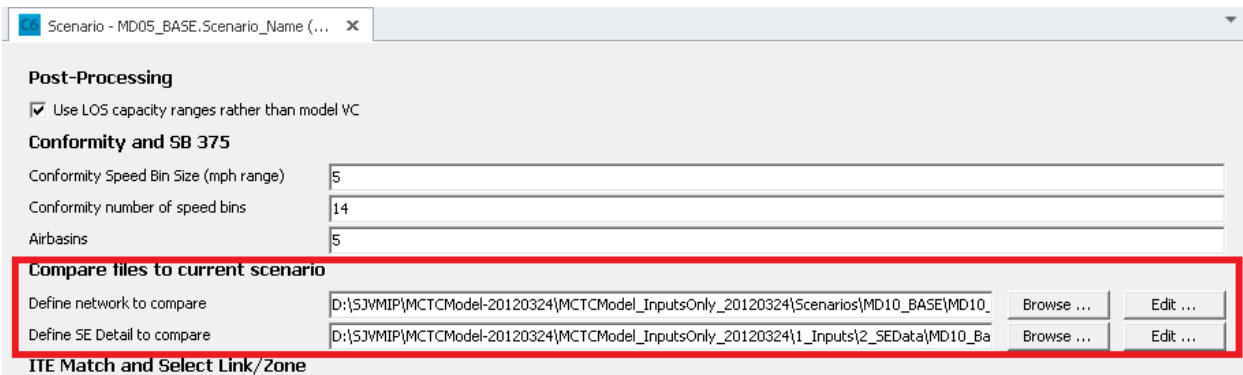 C6 Scenario - MD05_BASE.Scenario_Name (...
Post-Processing
Use LOS capacity ranges rather than model VC
Conformity and SB 375
Conformity Speed Bin Size (mph range) 5
Conformity number of speed bins 14
Airbasins 5
Compare files to current scenario
Define network to compare D:\SJVMIP\MCTCModel-20120324\MCTCModel_InputsOnly_20120324\Scenarios\MD10_BASE\MD10_ Browse ... Edit ...
Define SE Detail to compare D:\SJVMIP\MCTCModel-20120324\MCTCModel_InputsOnly_20120324\1_Inputs\2_SEData\MD10_Ba Browse ... Edit ...
ITE Match and Select Link/Zone